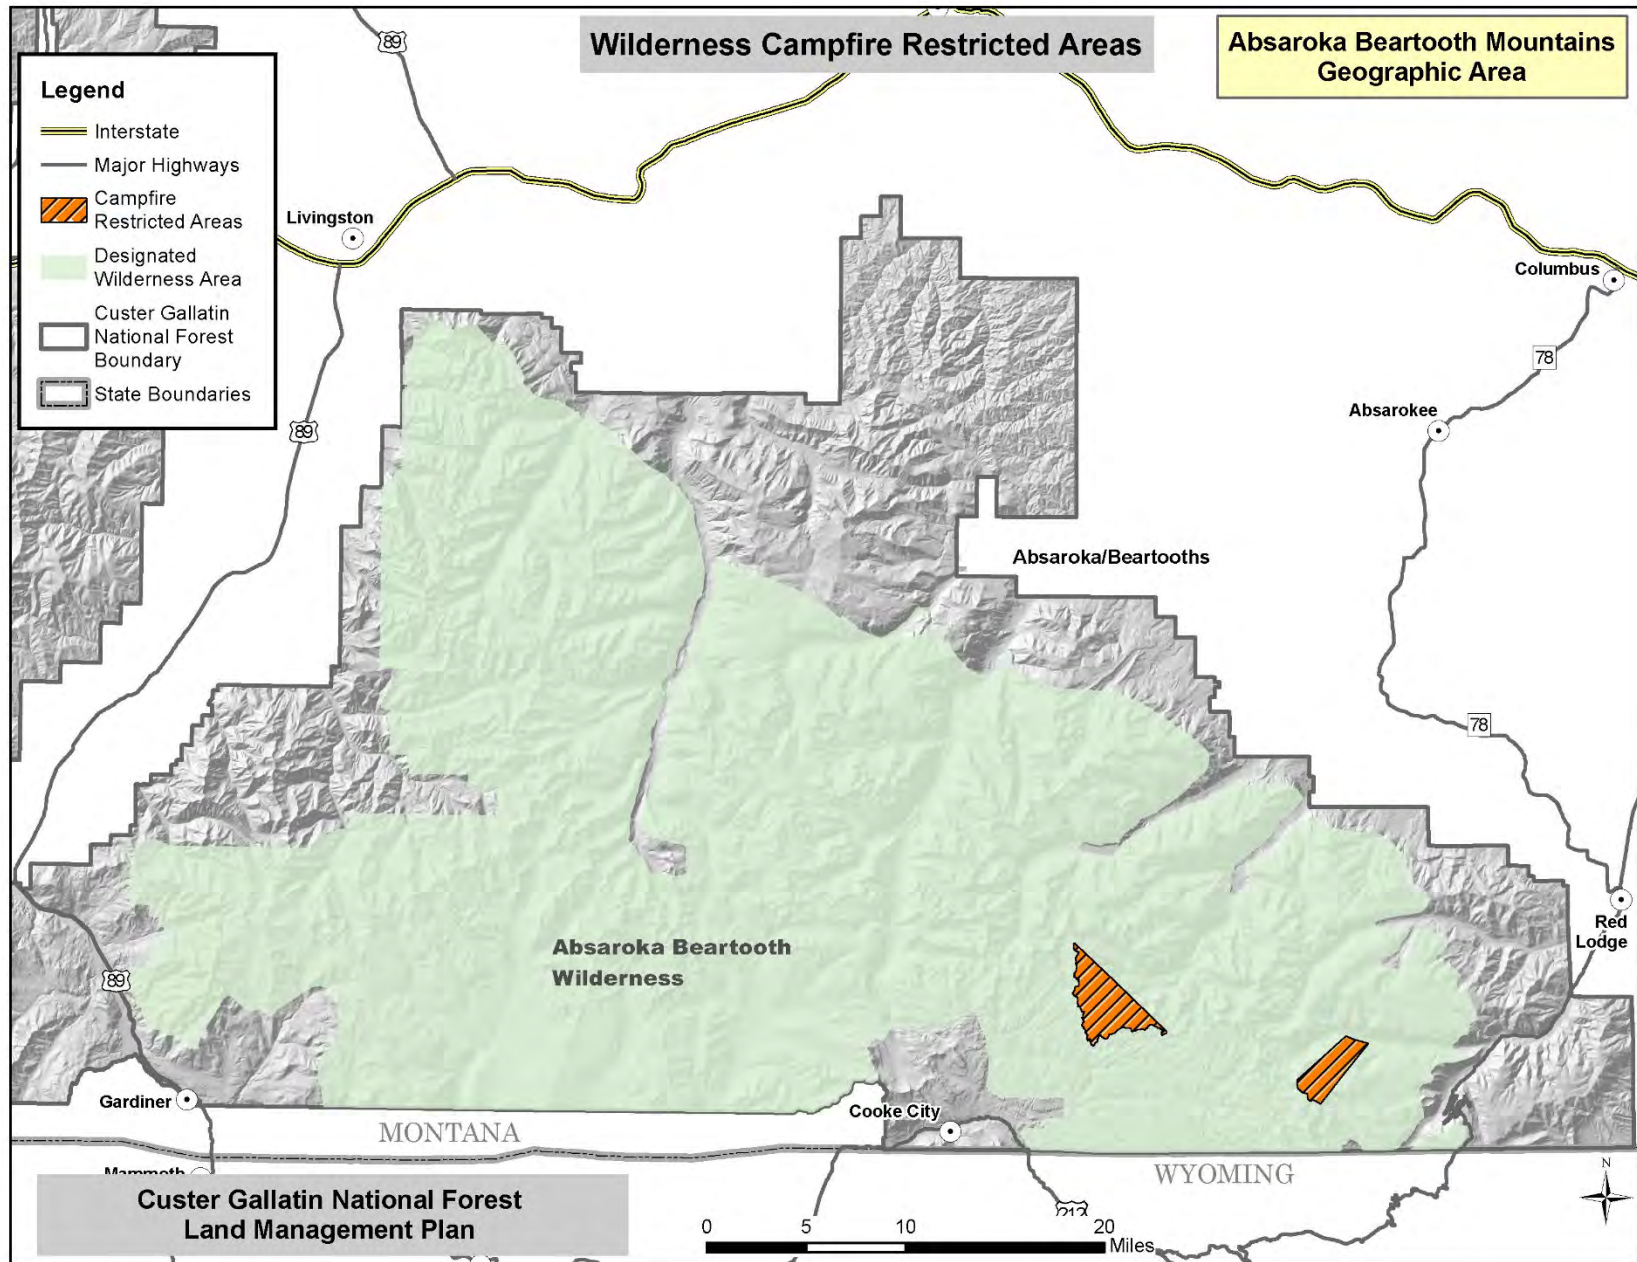 Wilderness Campfire Restricted Areas
Absaroka Beartooth Mountains
Geographic Area
Legend
Interstate
Major Highways
Campfire
Restricted Areas
Designated
Wilderness Area
Custer Gallatin
National Forest
Boundary
State Boundaries
89
Livingston
Columbus
78
Absarokee
89
Absaroka/Beartooths
78
Red
Lodge
Absaroka Beartooth
Wilderness
89
Gardiner
Cooke City
MONTANA
WYOMING
Mammoth
212
N
Custer Gallatin National Forest
Land Management Plan
0 5 10 20
Miles